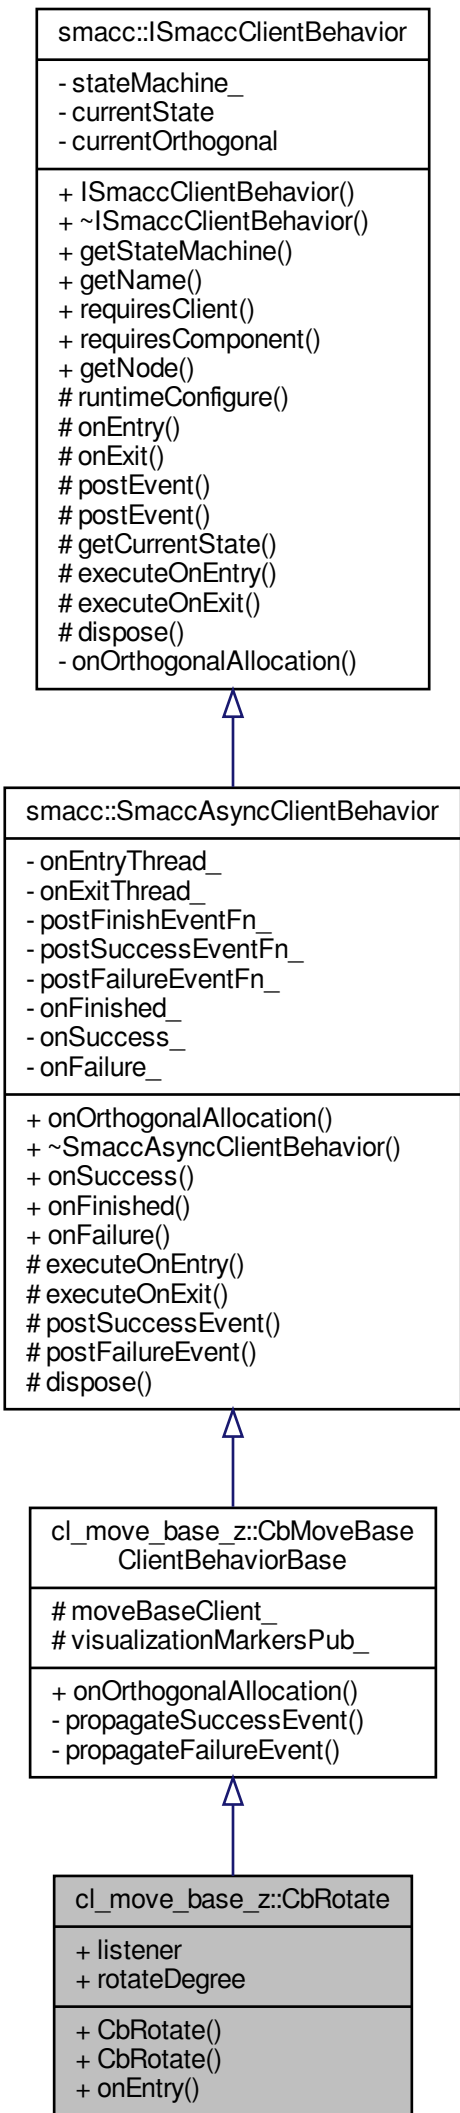 smacc::ISmaccClientBehavior
- stateMachine_
- currentState
- currentOrthogonal
+ ISmaccClientBehavior()
+ ~ISmaccClientBehavior()
+ getStateMachine()
+ getName()
+ requiresClient()
+ requiresComponent()
+ getNode()
# runtimeConfigure()
# onEntry()
# onExit()
# postEvent()
# postEvent()
# getCurrentState()
# executeOnEntry()
# executeOnExit()
# dispose()
- onOrthogonalAllocation()
smacc::SmaccAsyncClientBehavior
- onEntryThread_
- onExitThread_
- postFinishEventFn_
- postSuccessEventFn_
- postFailureEventFn_
- onFinished_
- onSuccess_
- onFailure_
+ onOrthogonalAllocation()
+ ~SmaccAsyncClientBehavior()
+ onSuccess()
+ onFinished()
+ onFailure()
# executeOnEntry()
# executeOnExit()
# postSuccessEvent()
# postFailureEvent()
# dispose()
cl_move_base_z::CbMoveBase
ClientBehaviorBase
# moveBaseClient_
# visualizationMarkersPub_
+ onOrthogonalAllocation()
- propagateSuccessEvent()
- propagateFailureEvent()
cl_move_base_z::CbRotate
+ listener
+ rotateDegree
+ CbRotate()
+ CbRotate()
+ onEntry()